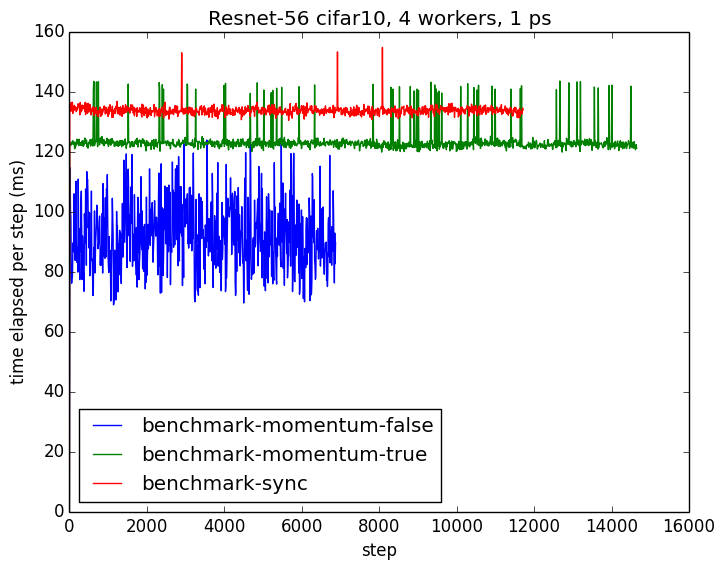 Resnet-56 cifar10, 4 workers, 1 ps
160
140
120
100
80
60
40
20
0
time elapsed per step (ms)
benchmark-momentum-false
benchmark-momentum-true
benchmark-sync
0 2000 4000 6000 8000 10000 12000 14000 16000
step